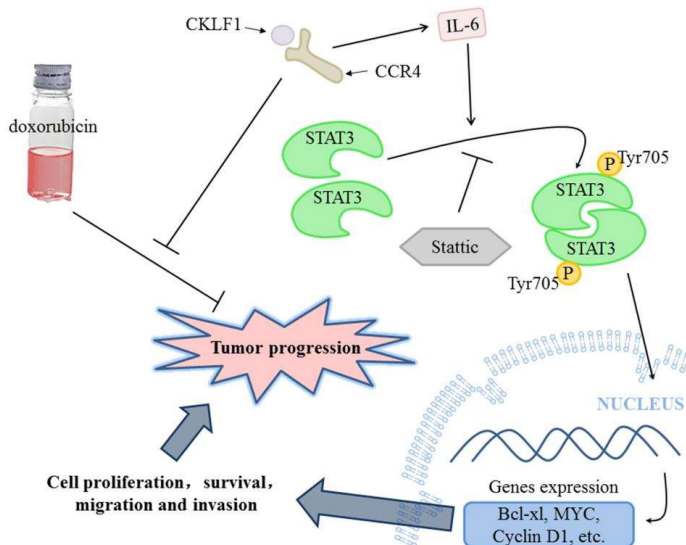 CKLF1
IL-6
CCR4
doxorubicin
STAT3
STAT3
P
Tyr705
STAT3
STAT3
Stattic
P
Tyr705
Tumor progression
NUCLEUS
Cell proliferation，survival，
migration and invasion
Genes expression
Bcl-xl, MYC,
Cyclin D1, etc.